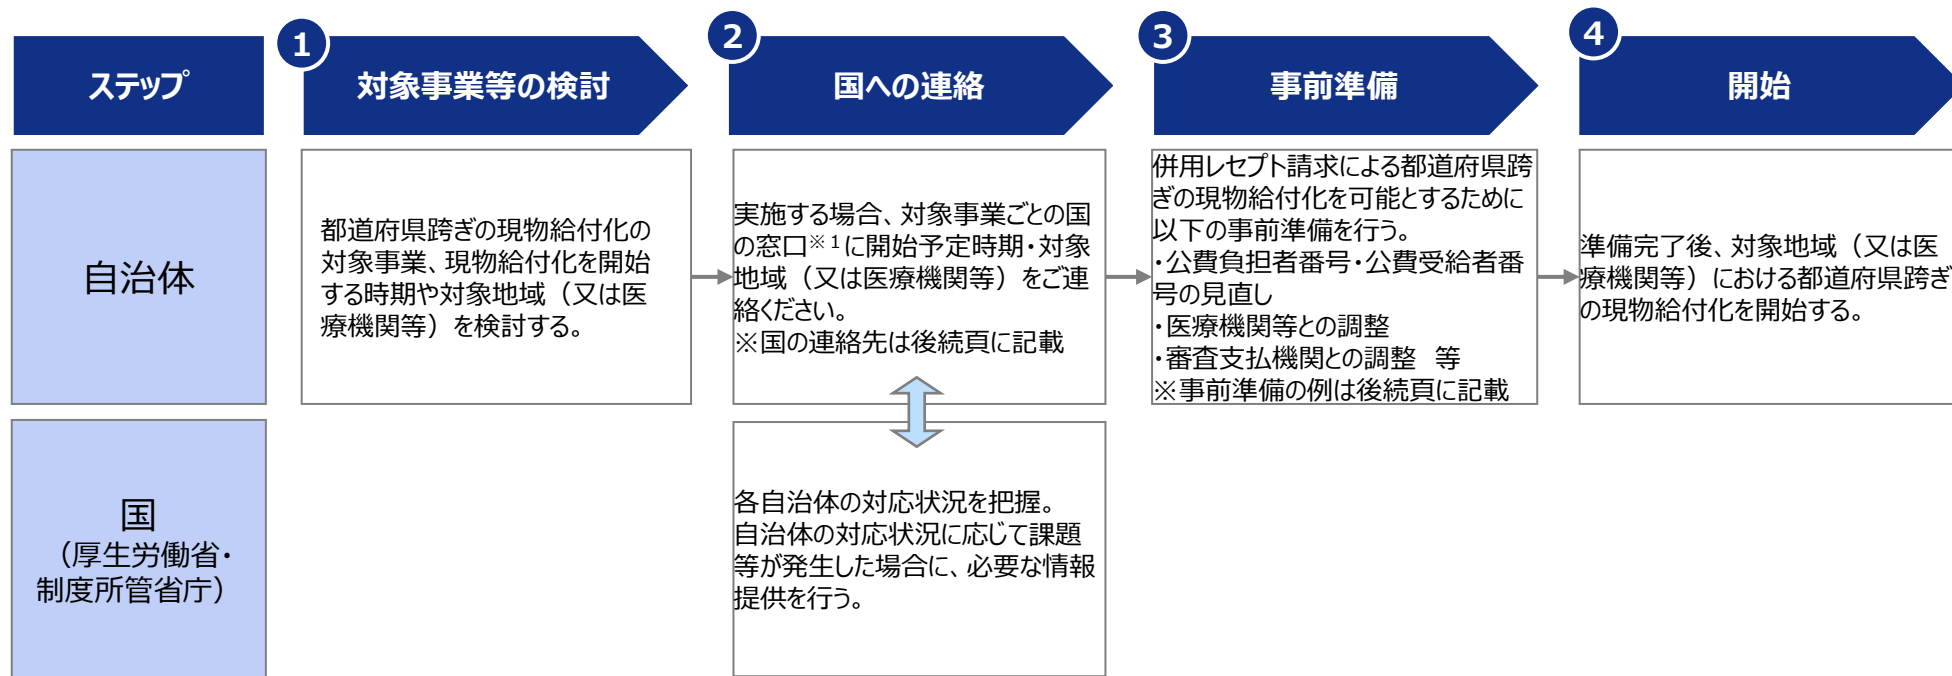 ステップ
1
対象事業等の検討
2
国への連絡
3
事前準備
4
開始
自治体
都道府県跨ぎの現物給付化の
対象事業、現物給付化を開始
する時期や対象地域（又は医
療機関等）を検討する。
実施する場合、対象事業ごとの国
の窓口※1に開始予定時期・対象
地域（又は医療機関等）をご連
絡ください。
※国の連絡先は後続頁に記載
併用レセプト請求による都道府県跨
ぎの現物給付化を可能とするために
以下の事前準備を行う。
・公費負担者番号・公費受給者番
号の見直し
・医療機関等との調整
・審査支払機関との調整　等
※事前準備の例は後続頁に記載
準備完了後、対象地域（又は医
療機関等）における都道府県跨ぎ
の現物給付化を開始する。
国
（厚生労働省・
制度所管省庁）
各自治体の対応状況を把握。
自治体の対応状況に応じて課題
等が発生した場合に、必要な情報
提供を行う。